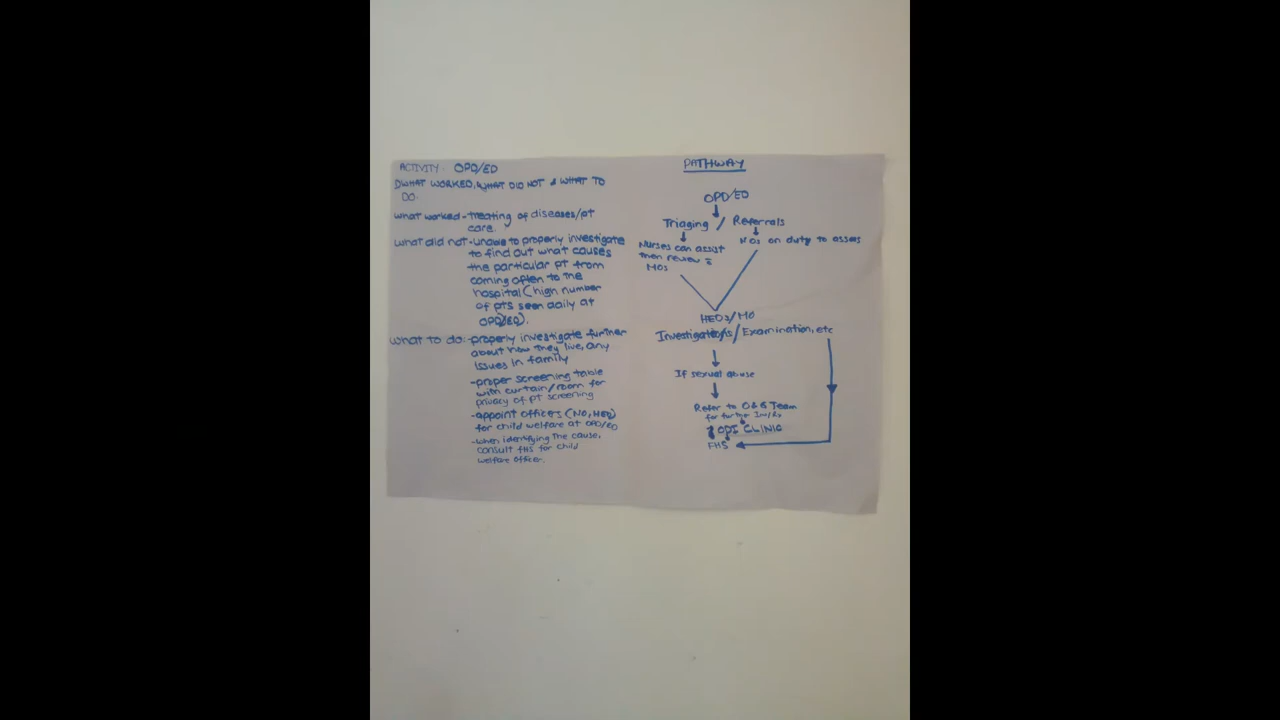 ACTIVITY - OPD/ED
WHAT WORKED, WHAT DID NOT & WHAT TO
DO.
What worked - treating of diseases/pt
care.
What did not - unable to properly investigate
to find out what causes
the particular pt from
coming often to the
hospital (high number
of pts seen daily at
OPD/ED).
What to do:- properly investigate further
about how they live, any
issues in family
- proper screening table
with curtain/room for
privacy of pt screening
- appoint officers (NO, HEO)
for child welfare at OPD/ED
- when identifying the cause,
consult FHS for child
welfare officer.
PATHWAY
OPD/ED
Triaging / Referrals
Nurses can assist
then review
MOs
on duty to assess
HEOs/MO
Investigations/Examination, etc
If sexual abuse
Refer to O&G Team
for further
CLINIC
FHS